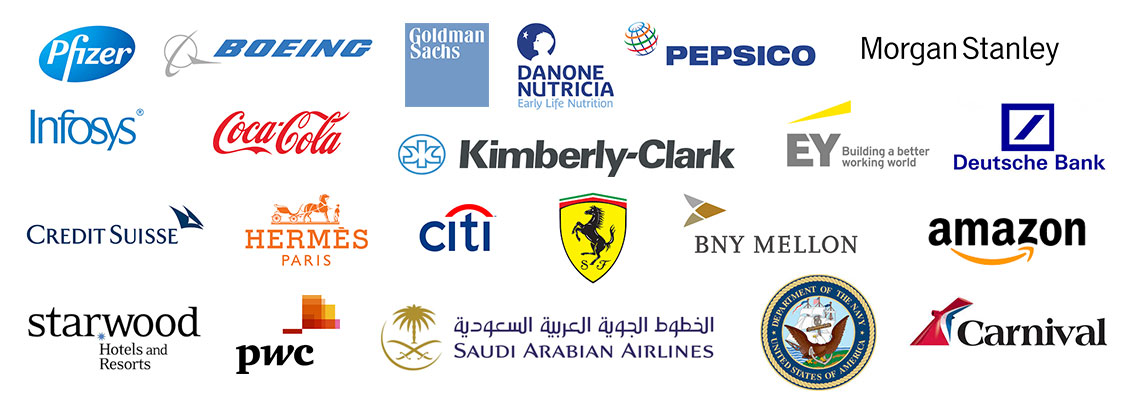 Pfizer
BOEING
Goldman
Sachs
DANONE
NUTRICIA
Early Life Nutrition
PEPSICO
Morgan Stanley
Infosys®
Coca-Cola
Kimberly-Clark
EY Building a better
working world
Deutsche Bank
CREDIT SUISSE
HERMÈS
PARIS
citi
S F
BNY MELLON
amazon
starwood
Hotels and
Resorts
pwc
الخطوط الجوية العربية السعودية
SAUDI ARABIAN AIRLINES
DEPARTMENT OF THE NAVY
UNITED STATES OF AMERICA
Carnival